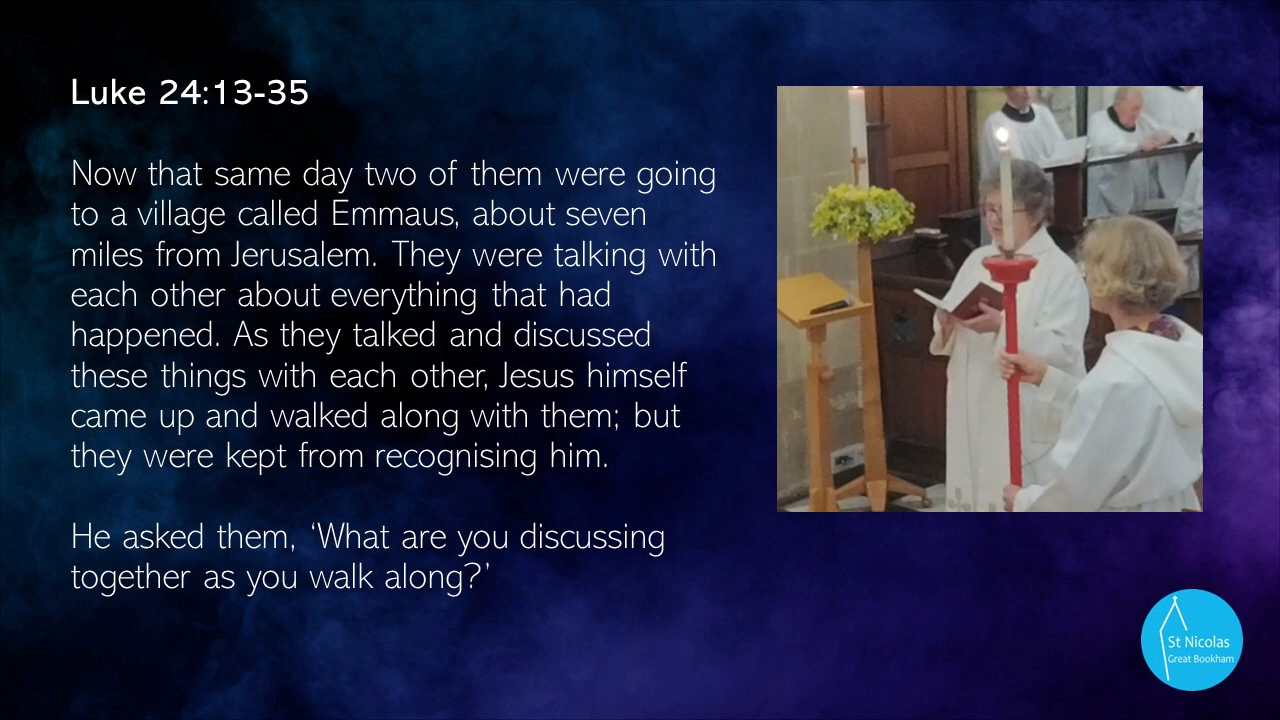 Luke 24:13-35
Now that same day two of them were going
to a village called Emmaus, about seven
miles from Jerusalem. They were talking with
each other about everything that had
happened. As they talked and discussed
these things with each other, Jesus himself
came up and walked along with them; but
they were kept from recognising him.
He asked them, ‘What are you discussing
together as you walk along?’
St Nicolas
Great Bookham